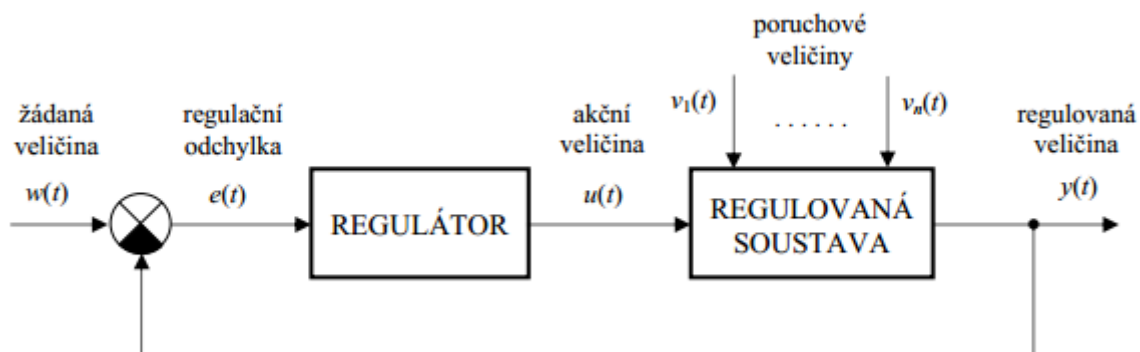 poruchové
veličiny
žádaná
veličina
w(t)
regulační
odchylka
e(t)
REGULÁTOR
akční
veličina
u(t)
v₁(t)
. . . . . .
vₙ(t)
REGULOVANÁ
SOUSTAVA
regulovaná
veličina
y(t)